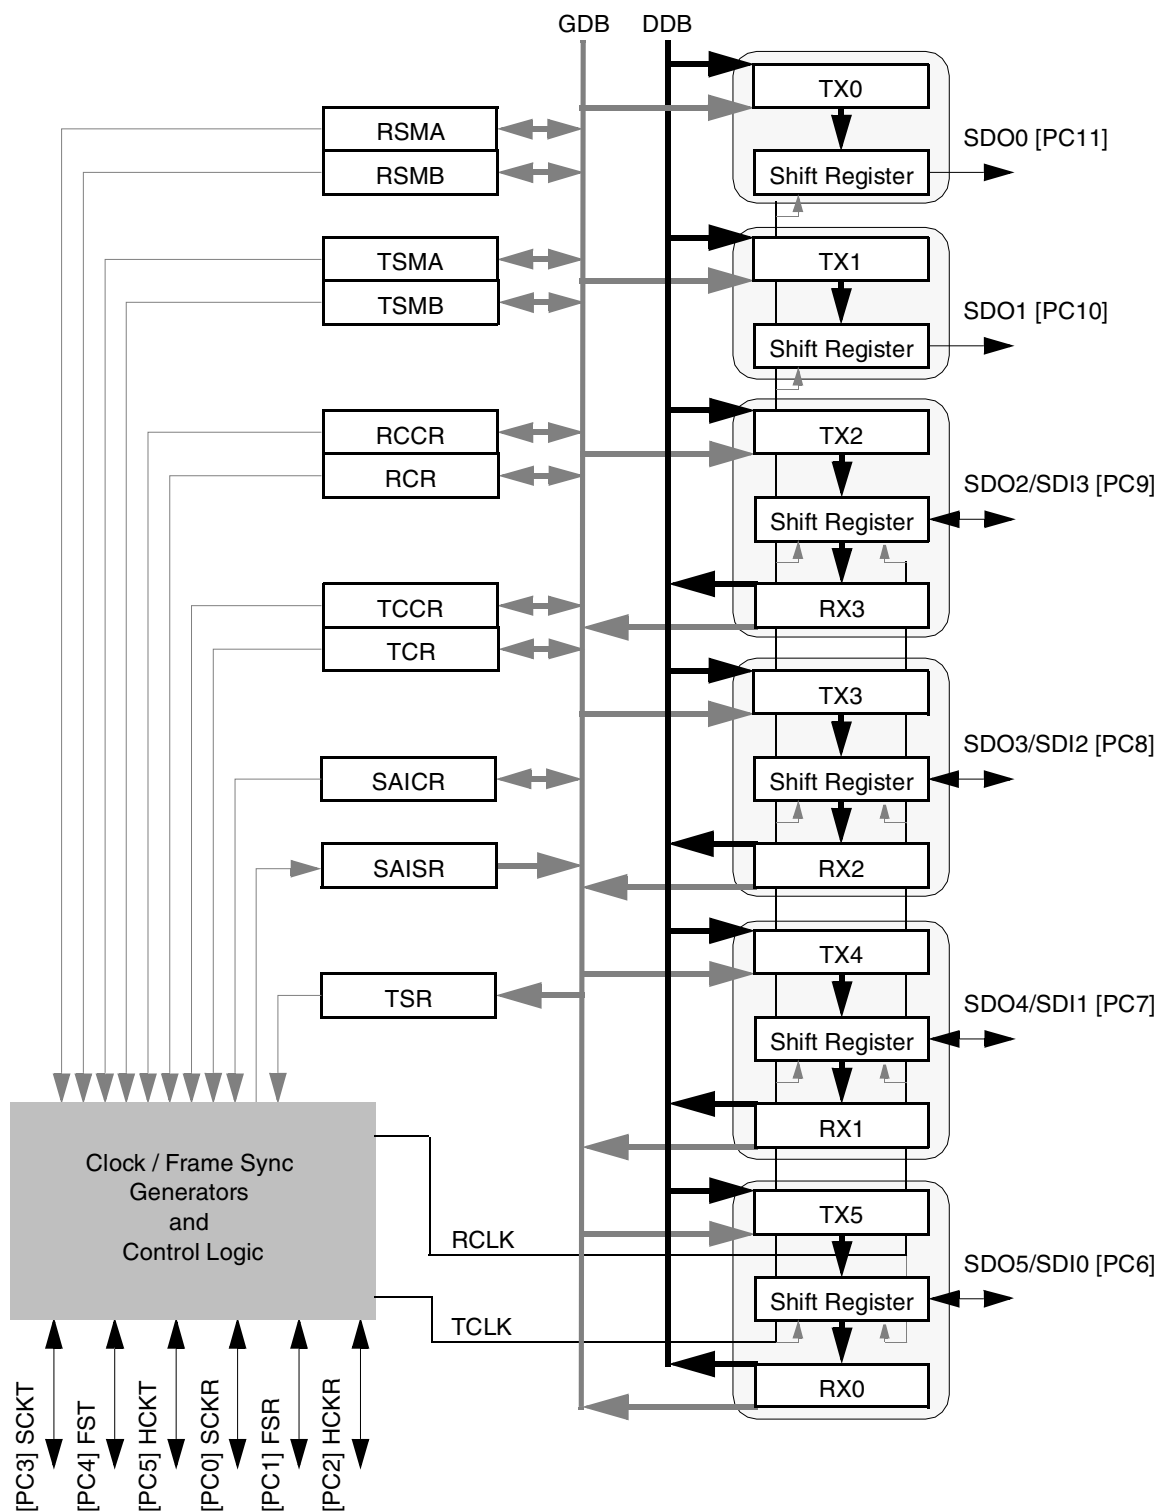 GDB
DDB
TX0
RSMA
SDO0 [PC11]
RSMB
Shift Register
TSMA
TX1
TSMB
SDO1 [PC10]
Shift Register
RCCR
TX2
RCR
SDO2/SDI3 [PC9]
Shift Register
TCCR
RX3
TCR
TX3
SDO3/SDI2 [PC8]
SAICR
Shift Register
SAISR
RX2
TX4
TSR
SDO4/SDI1 [PC7]
Shift Register
RX1
Clock / Frame Sync
Generators
and
Control Logic
TX5
RCLK
SDO5/SDI0 [PC6]
Shift Register
TCLK
RX0
[PC3] SCKT
[PC4] FST
[PC5] HCKT
[PC0] SCKR
[PC1] FSR
[PC2] HCKR